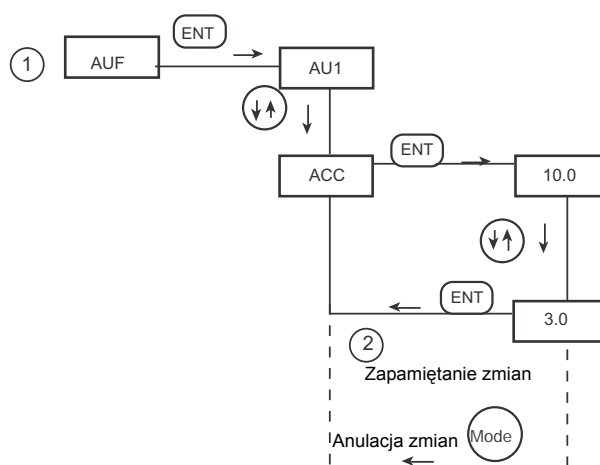 ENT
1
AUF
AU1
ENT
ACC
10.0
ENT
3.0
2
Zapamiętanie zmian
Anulacja zmian
Mode